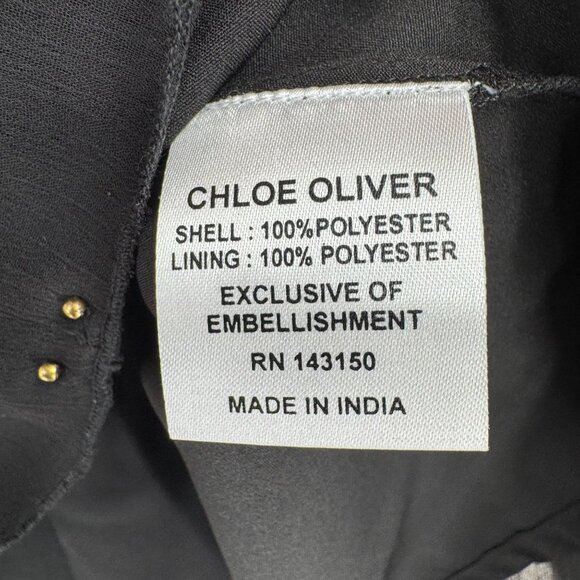 CHLOE OLIVER
SHELL : 100%POLYESTER
LINING : 100% POLYESTER
EXCLUSIVE OF
EMBELLISHMENT
RN 143150
MADE IN INDIA